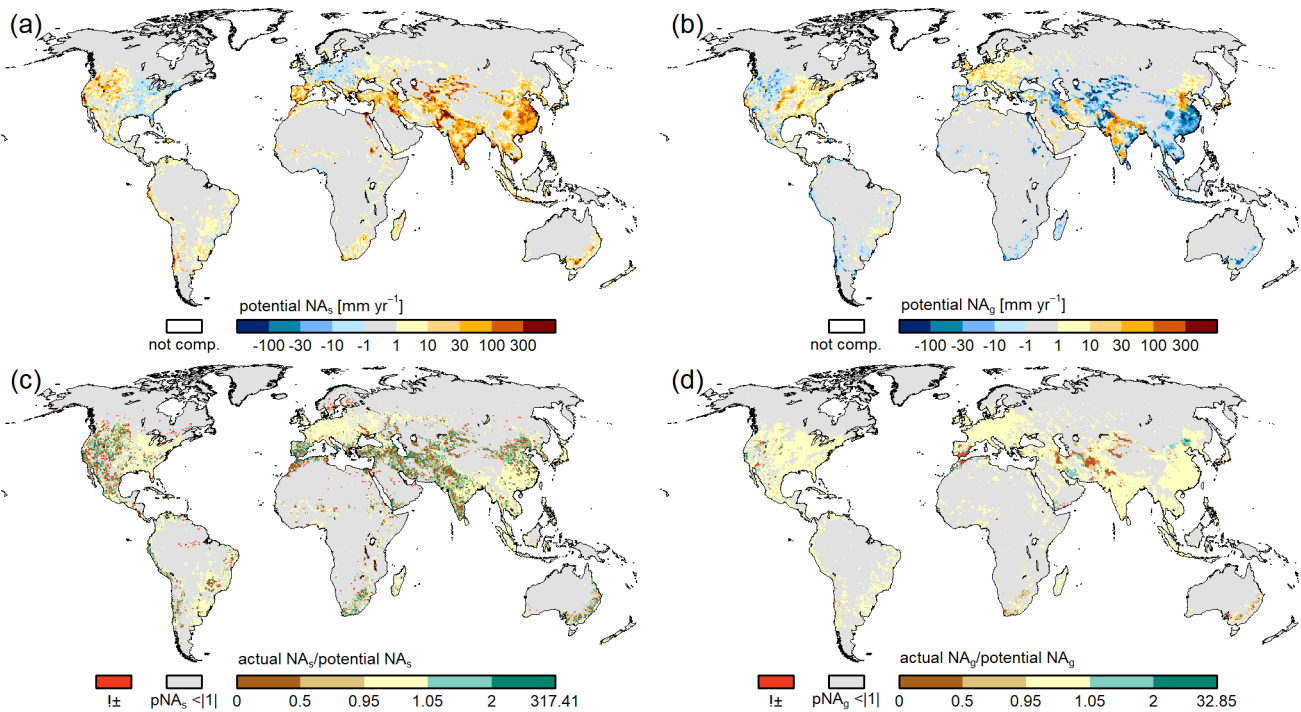 (a)
(b)
potential NAs [mm yr−1]
not comp.
-100 -30 -10 -1 1 10 30 100 300
potential NAg [mm yr−1]
not comp.
-100 -30 -10 -1 1 10 30 100 300
(c)
(d)
actual NAs/potential NAs
!± pNAs <|1| 0 0.5 0.95 1.05 2 317.41
actual NAg/potential NAg
!± pNAg <|1| 0 0.5 0.95 1.05 2 32.85